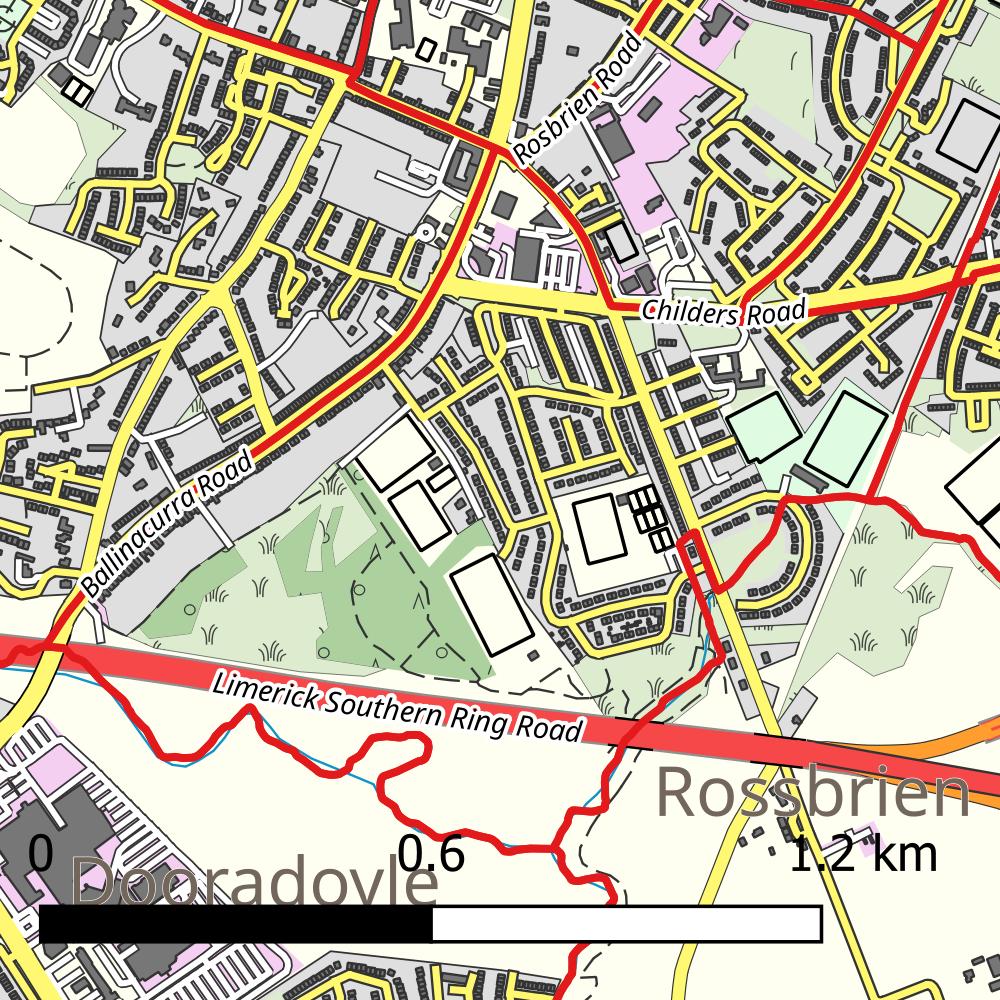 Rosbrien Road
Childers Road
Ballinacurra Road
Limerick Southern Ring Road
Rossbrien
0 0.6 1.2 km
Dooradoyle